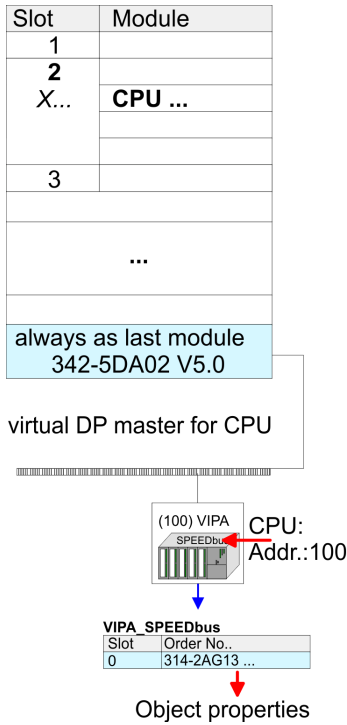 Slot Module
1
2
X... CPU ...
3
...
always as last module
342-5DA02 V5.0
virtual DP master for CPU
(100) VIPA
CPU:
SPEEDbus
Addr.:100
VIPA_SPEEDbus
Slot Order No..
0 314-2AG13 ...
Object properties